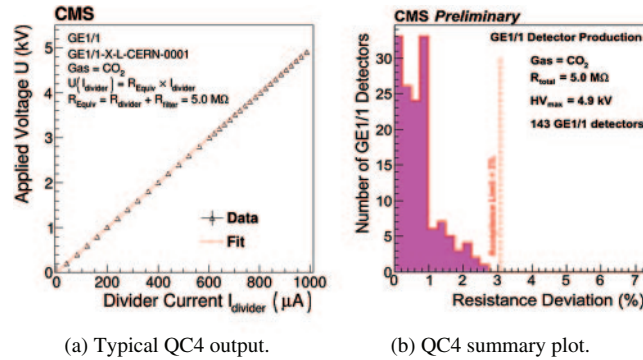 CMS
GE1/1
GE1/1-X-L-CERN-0001
Gas = CO2
U(Idivider) = REquiv × Idivider
REquiv = Rdivider + Rfilter = 5.0 MΩ
Data
Fit
Applied Voltage U (kV)
5
4
3
2
1
0
0 200 400 600 800 1000
Divider Current Idivider (μA)
(a) Typical QC4 output.
CMS Preliminary
GE1/1 Detector Production
Gas = CO2
Rtotal = 5.0 MΩ
HVmax = 4.9 kV
143 GE1/1 detectors
Acceptance Limit = 3%
Number of GE1/1 Detectors
30
25
20
15
10
5
0
0 1 2 3 4 5 6 7
Resistance Deviation (%)
(b) QC4 summary plot.